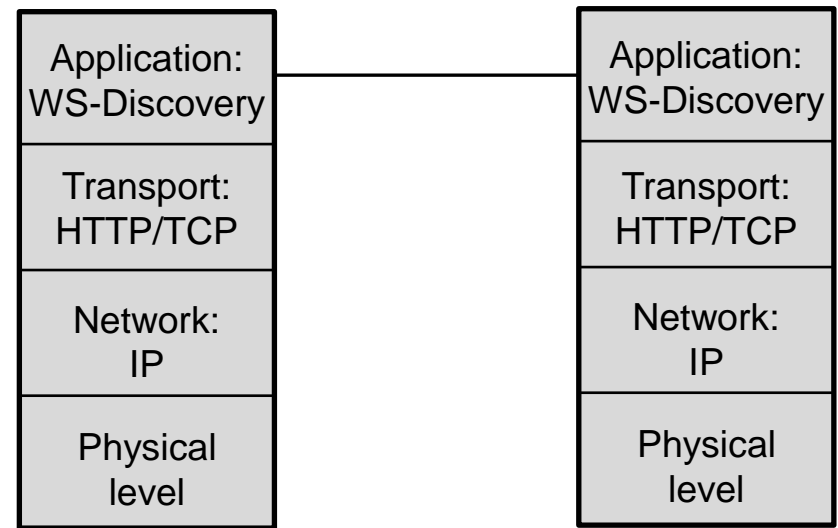 Application:
WS-Discovery
Transport:
HTTP/TCP
Network:
IP
Physical
level
Application:
WS-Discovery
Transport:
HTTP/TCP
Network:
IP
Physical
level